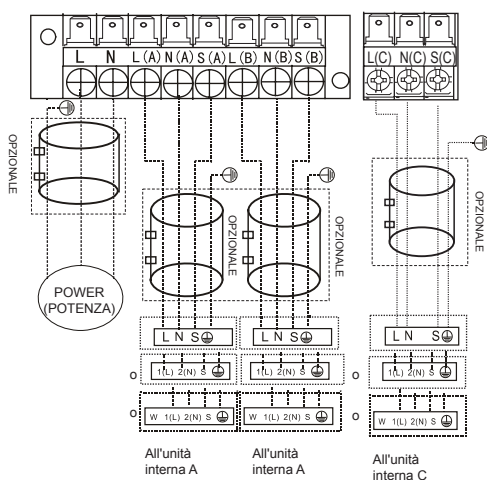 L N L(A) N(A) S(A) L(B) N(B) S(B)
L(C) N(C) S(C)
OPZIONALE
OPZIONALE
OPZIONALE
OPZIONALE
POWER
(POTENZA)
L N S
L N S
L N S
o
1(L) 2(N) S
1(L) 2(N) S
o
1(L) 2(N) S
o
W 1(L) 2(N) S
W 1(L) 2(N) S
o
W 1(L) 2(N) S
All'unità
interna A
All'unità
interna A
All'unità
interna C